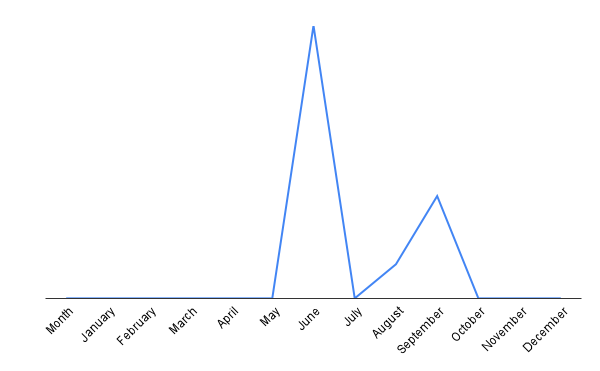 Month
January
February
March
April
May
June
July
August
September
October
November
December